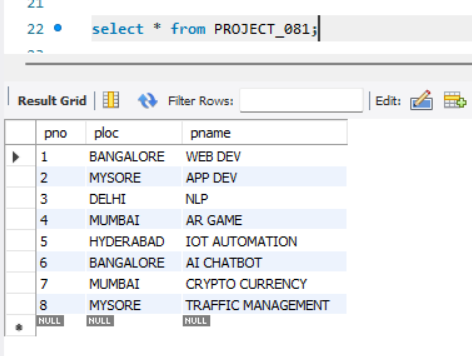 21
22 select * from PROJECT_081;
23
Result Grid Filter Rows: Edit:
pno ploc pname
1 BANGALORE WEB DEV
2 MYSORE APP DEV
3 DELHI NLP
4 MUMBAI AR GAME
5 HYDERABAD IOT AUTOMATION
6 BANGALORE AI CHATBOT
7 MUMBAI CRYPTO CURRENCY
8 MYSORE TRAFFIC MANAGEMENT
NULL NULL NULL